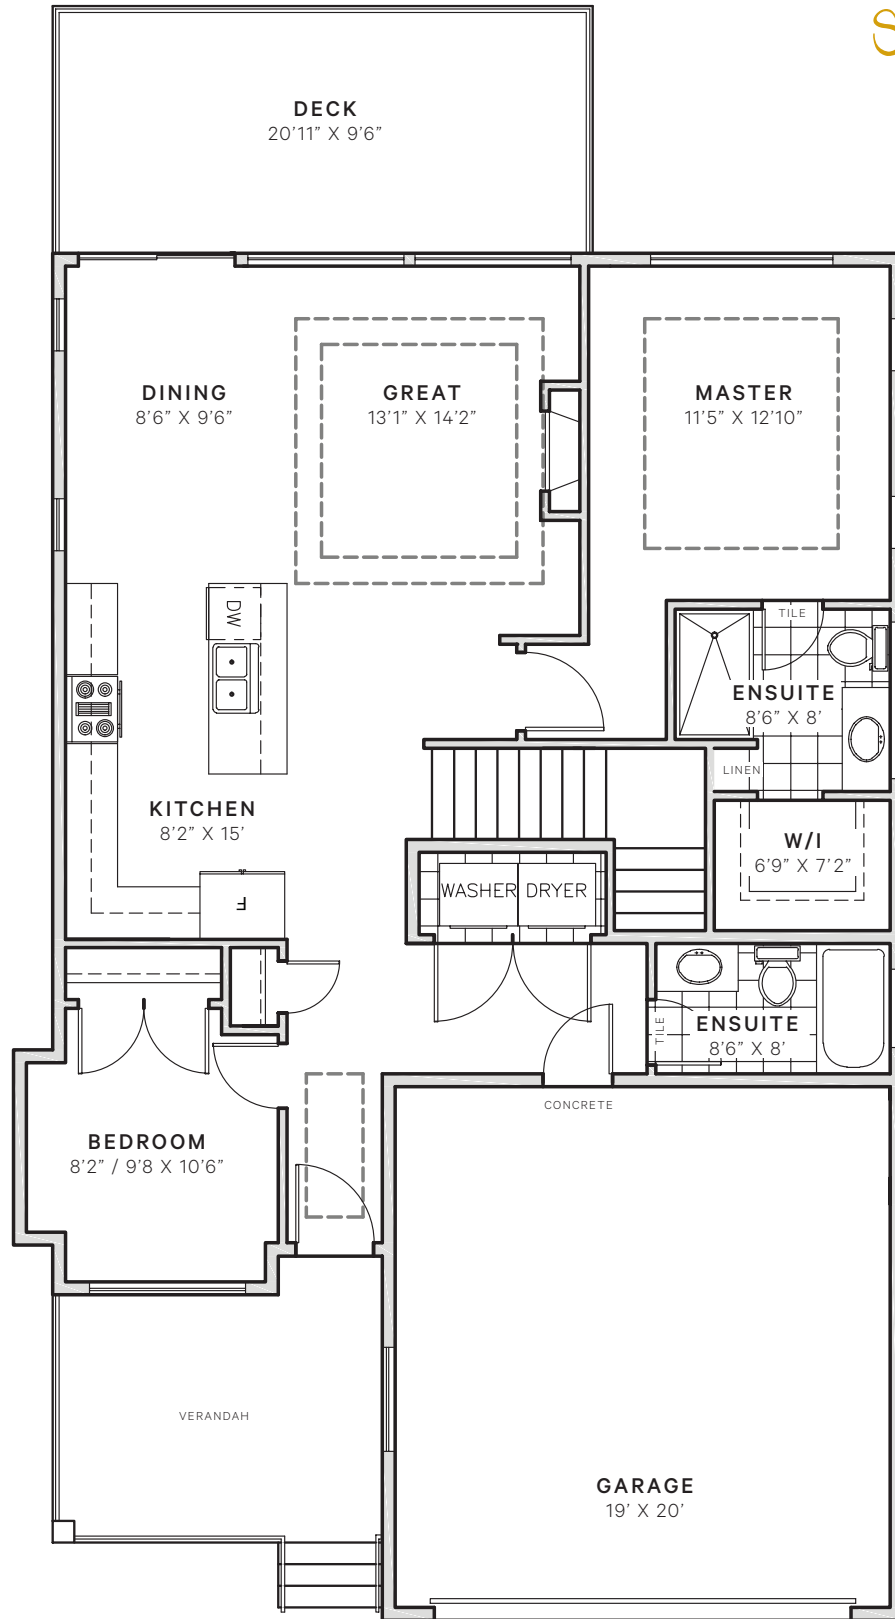 S
DECK
20'11” X 9'6”
DINING
8'6” X 9'6”
GREAT
13'1” X 14'2”
MASTER
11'5” X 12'10”
DW
TILE
ENSUITE
8'6” X 8'
LINEN
KITCHEN
8'2” X 15'
W/I
6'9” X 7'2”
WASHER
DRYER
F
ENSUITE
8'6” X 8'
TILE
CONCRETE
BEDROOM
8'2” / 9'8 X 10'6”
VERANDAH
GARAGE
19' X 20'